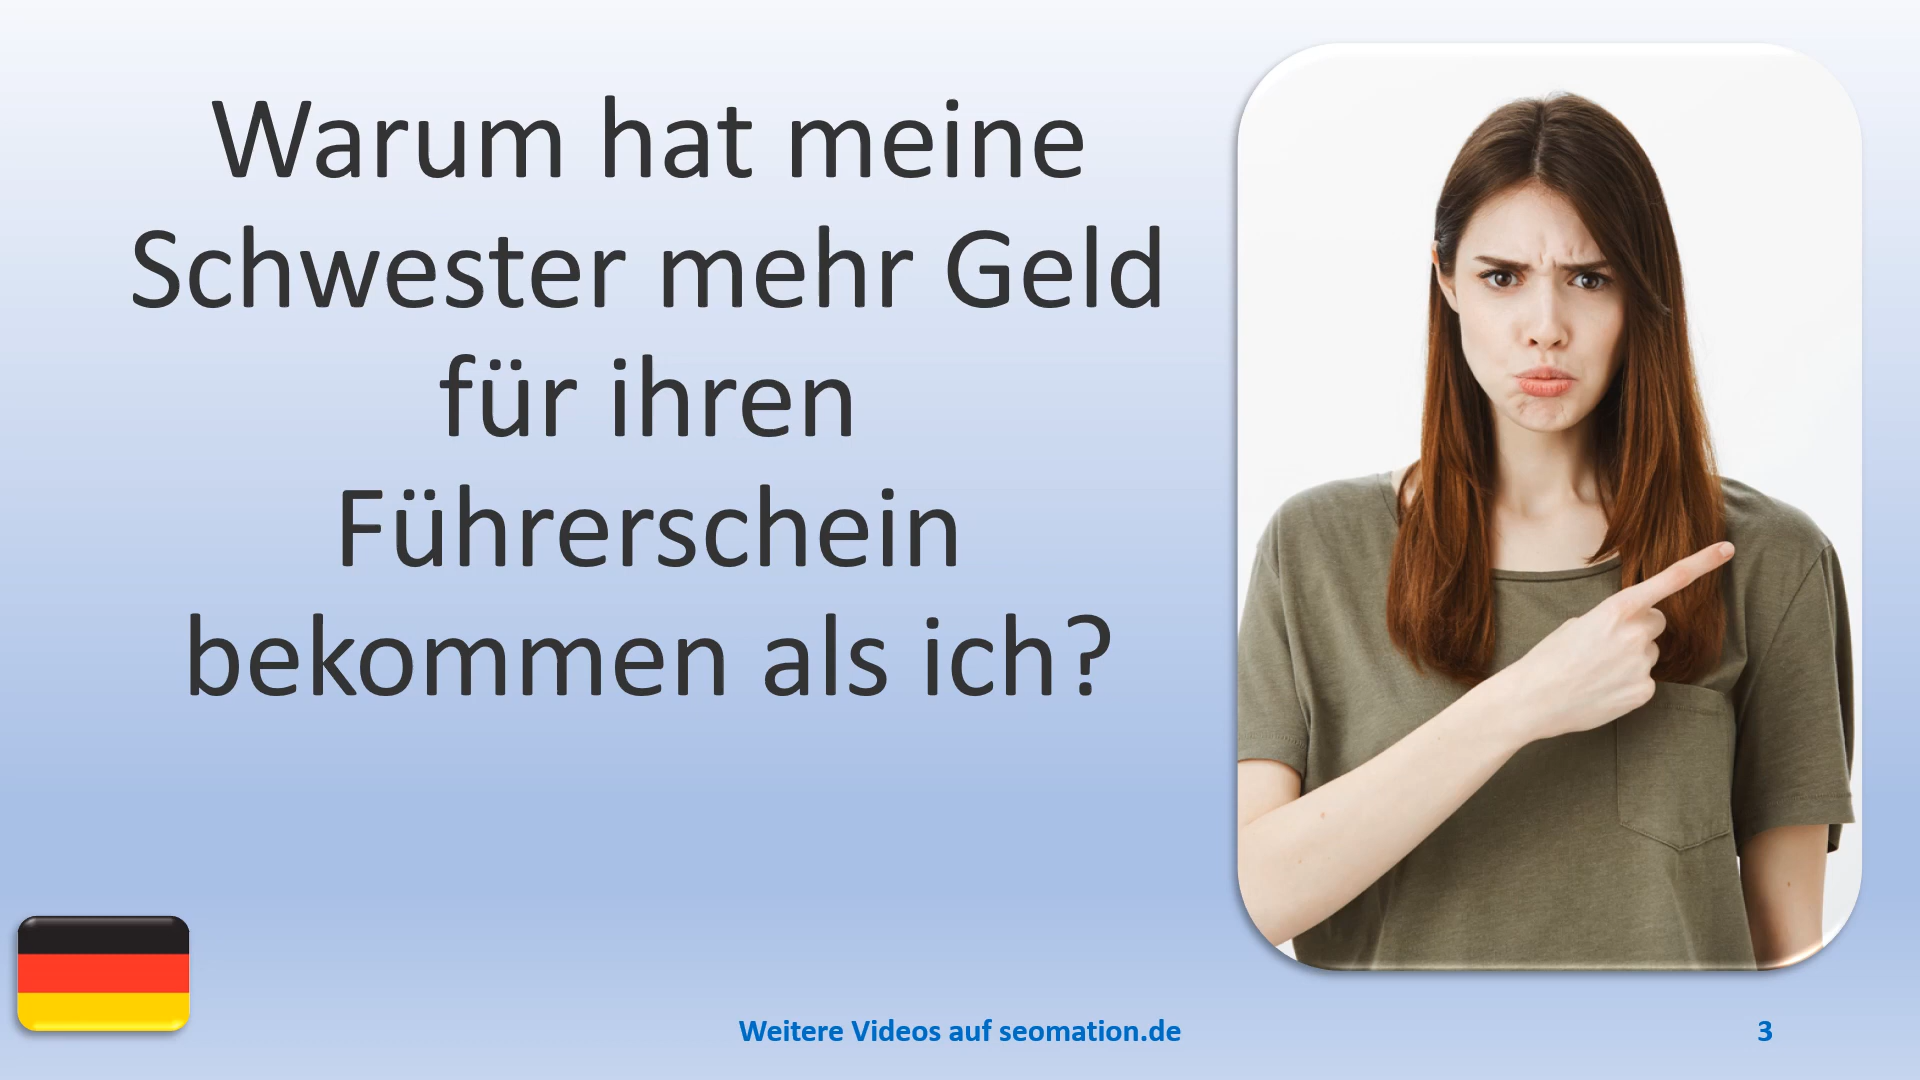 Warum hat meine
Schwester mehr Geld
für ihren
Führerschein
bekommen als ich?
Weitere Videos auf seomation.de
3